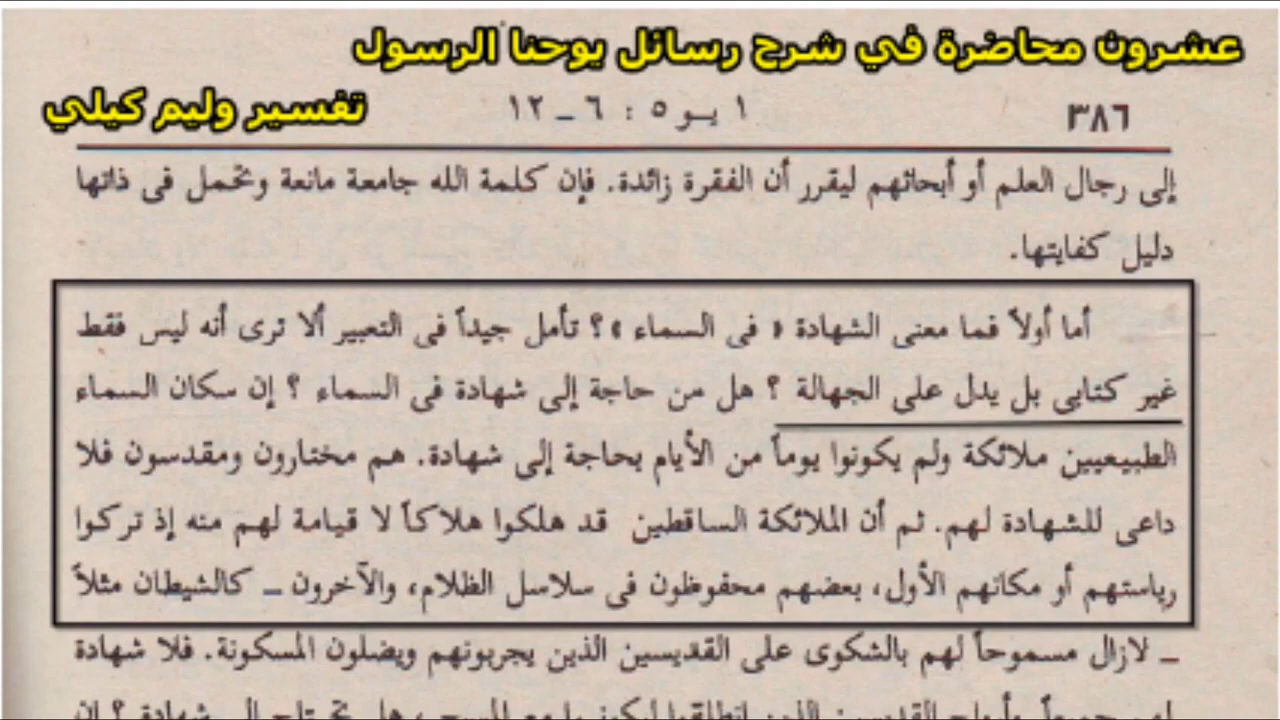 عشرون محاضرة في شرح رسائل يوحنا الرسول
تفسير وليم كيلي
٣٨٦ ١ يـو ٥ : ٦ ـ ١٢
إلى رجال العلم أو أبحاثهم ليقرر أن الفقرة زائدة. فإن كلمة الله جامعة مانعة وتحمل فى ذاتها
دليل كفايتها.
أما أولاً فما معنى الشهادة « فى السماء »؟ تأمل جيداً فى التعبير ألا ترى أنه ليس فقط
غير كتابى بل يدل على الجهالة ؟ هل من حاجة إلى شهادة فى السماء ؟ إن سكان السماء
الطبيعيين ملائكة ولم يكونوا يوماً من الأيام بحاجة إلى شهادة. هم مختارون ومقدسون فلا
داعى للشهادة لهم. ثم أن الملائكة الساقطين قد هلكوا هلاكاً لا قيامة لهم منه إذ تركوا
رياستهم أو مكانهم الأول، بعضهم محفوظون فى سلاسل الظلام، والآخرون ـ كالشيطان مثلاً
ـ لازال مسموحاً لهم بالشكوى على القديسين الذين يجربونهم ويضلون المسكونة. فلا شهادة